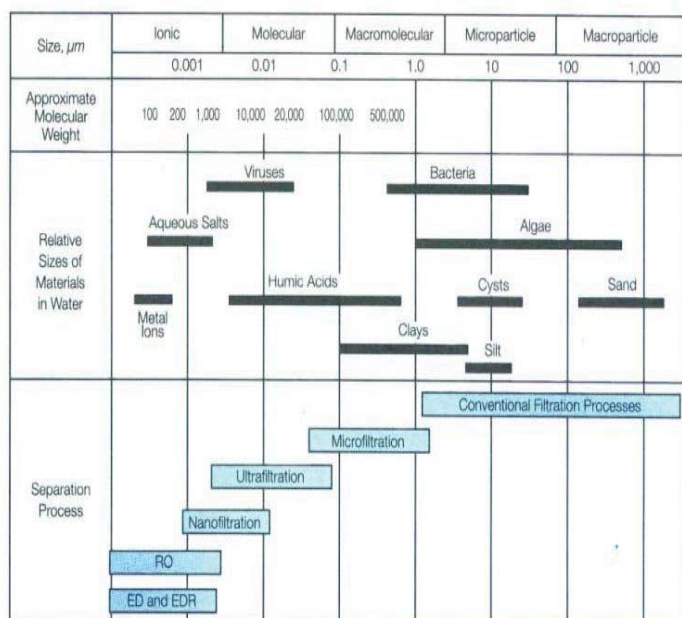 Size, µm
Ionic
Molecular
Macromolecular
Microparticle
Macroparticle
0.001
0.01
0.1
1.0
10
100
1,000
Approximate
Molecular
Weight
100
200
1,000
10,000
20,000
100,000
500,000
Relative
Sizes of
Materials
in Water
Viruses
Bacteria
Aqueous Salts
Algae
Humic Acids
Cysts
Sand
Metal
Ions
Clays
Silt
Separation
Process
Conventional Filtration Processes
Microfiltration
Ultrafiltration
Nanofiltration
RO
ED and EDR